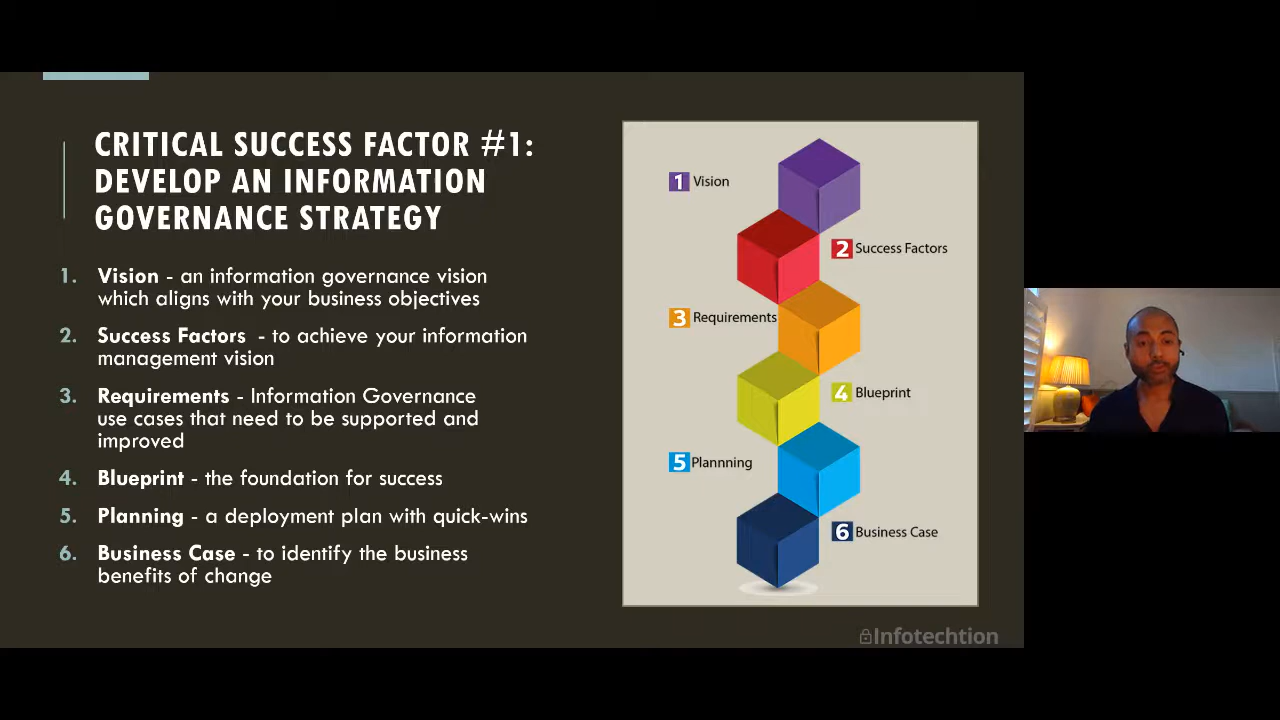 CRITICAL SUCCESS FACTOR #1:
DEVELOP AN INFORMATION
GOVERNANCE STRATEGY
1. Vision - an information governance vision
which aligns with your business objectives
2. Success Factors - to achieve your information
management vision
3. Requirements - Information Governance
use cases that need to be supported and
improved
4. Blueprint - the foundation for success
5. Planning - a deployment plan with quick-wins
6. Business Case - to identify the business
benefits of change
1 Vision
2 Success Factors
3 Requirements
4 Blueprint
5 Plannning
6 Business Case
Infotechtion